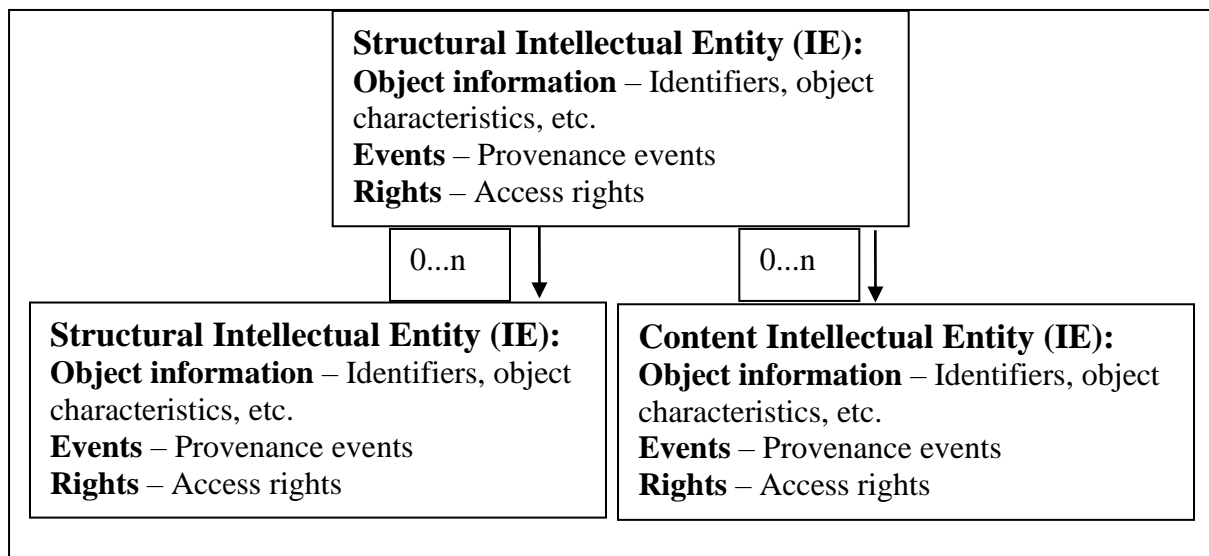 Structural Intellectual Entity (IE):
Object information – Identifiers, object
characteristics, etc.
Events – Provenance events
Rights – Access rights
0...n
0...n
Structural Intellectual Entity (IE):
Object information – Identifiers, object
characteristics, etc.
Events – Provenance events
Rights – Access rights
Content Intellectual Entity (IE):
Object information – Identifiers, object
characteristics, etc.
Events – Provenance events
Rights – Access rights